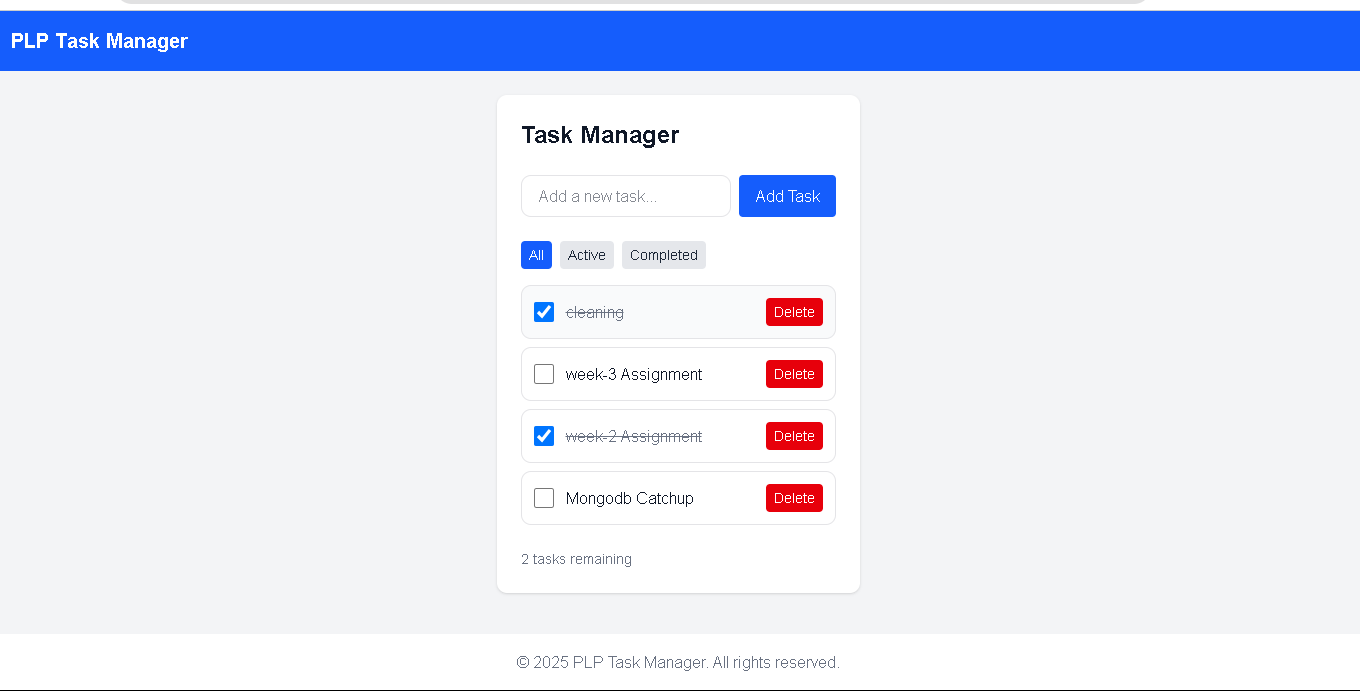 PLP Task Manager
Task Manager
Add a new task... Add Task
All Active Completed
cleaning Delete
week-3 Assignment Delete
week-2 Assignment Delete
Mongodb Catchup Delete
2 tasks remaining
© 2025 PLP Task Manager. All rights reserved.